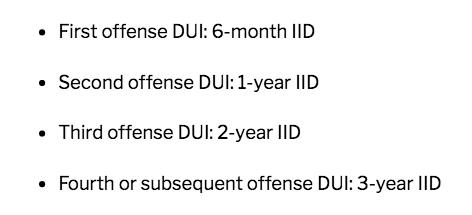 • First offense DUI: 6-month IID
• Second offense DUI: 1-year IID
• Third offense DUI: 2-year IID
• Fourth or subsequent offense DUI: 3-year IID